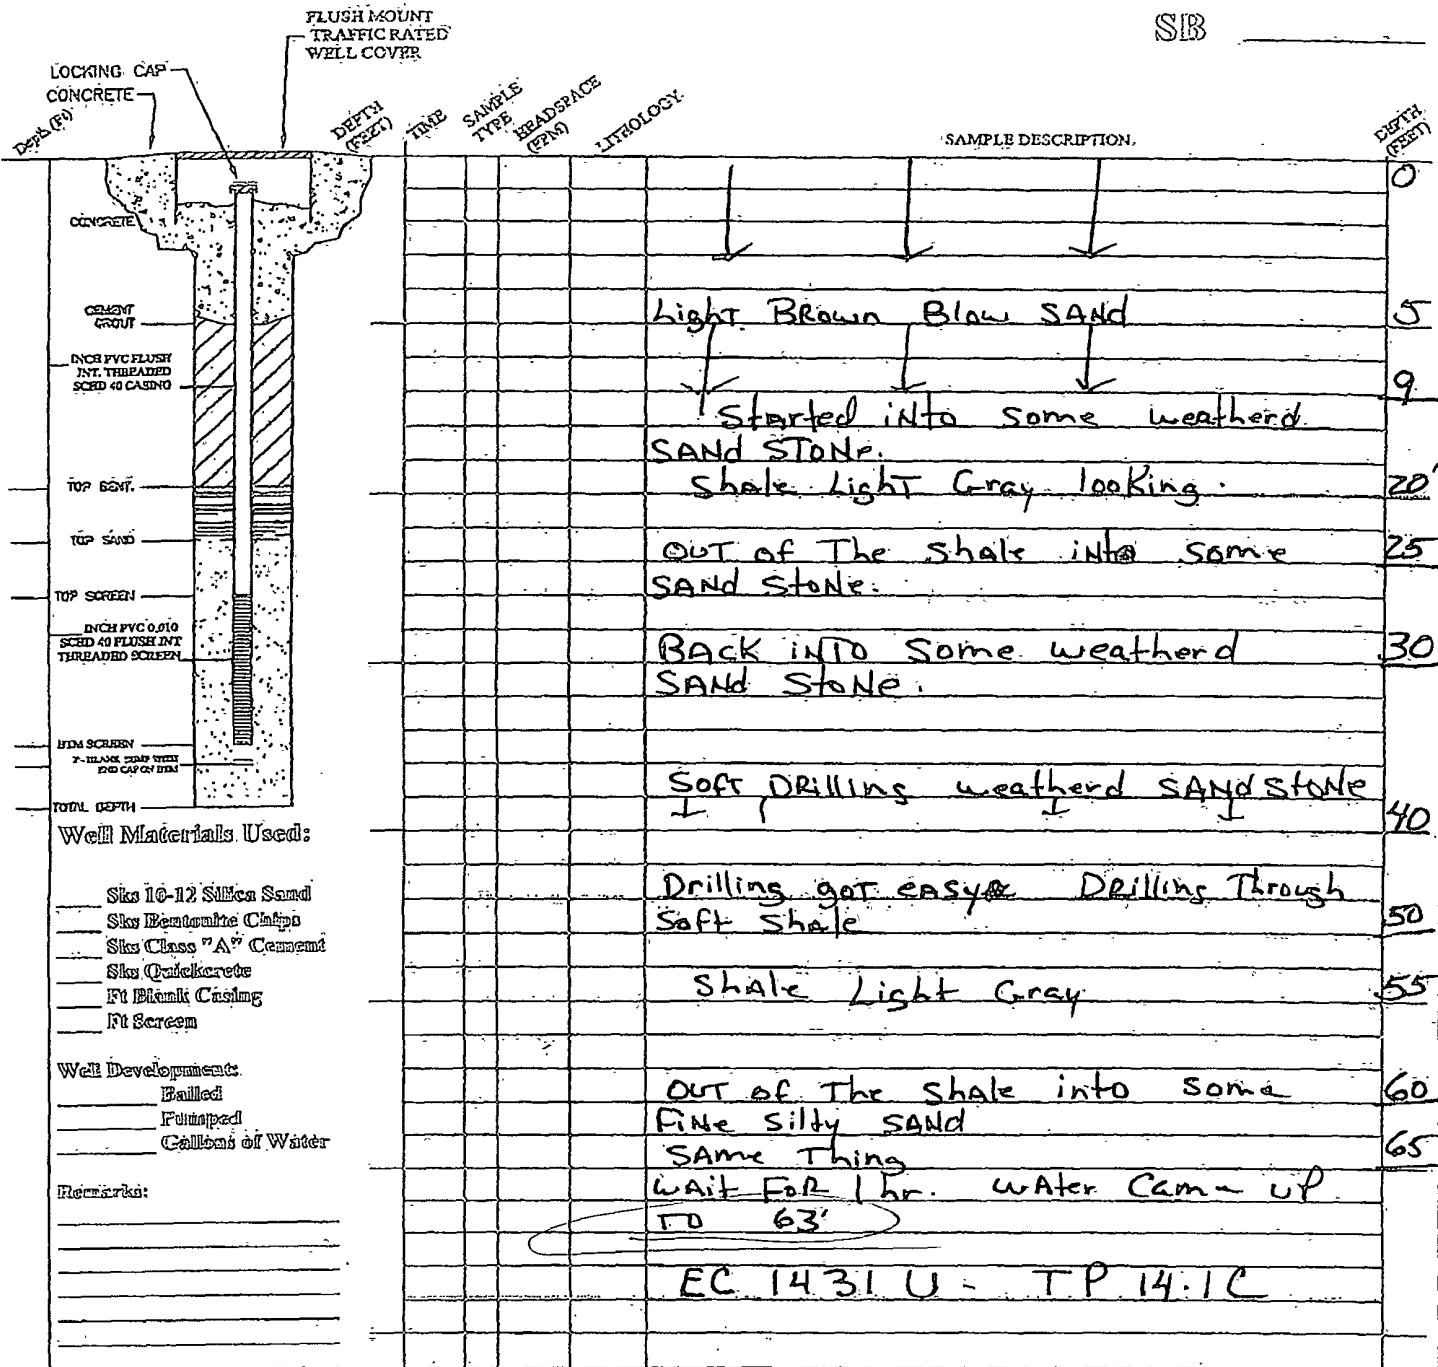 FLUSH MOUNT
TRAFFIC RATED
WELL COVER
SB
LOCKING CAP
CONCRETE
Depth (Ft)
DEPTH
(FEET)
TIME
SAMPLE
TYPE
HEADSPACE
(PPM)
LITHOLOGY
SAMPLE DESCRIPTION
DEPTH
(FEET)
0
CONCRETE
CEMENT
GROUT
Light Brown Blow SANd 5
INCH PVC FLUSH
INT. THREADED
SCHD 40 CASING
9
Started iNto some weatherd
SANd STONe.
TOP BENT.
Shale Light Gray looking. 20'
TOP SAND
OUT of The Shale into Some 25
SANd StoNe.
TOP SCREEN
INCH PVC 0.010
SCHD 40 FLUSH INT
THREADED SCREEN
BACK iNTO Some weatherd 30
SANd StoNe.
BTM SCREEN
END CAP ON BTM
Soft DRilling weatherd SANd StoNe
TOTAL DEPTH
40
Well Materials Used:
Sks 10-12 Silica Sand
Sks Bentonite Chips
Sks Class "A" Cement
Sks Quickcrete
Ft Blank Casing
Ft Screen
Drilling got easy DRilling Through
Soft Shale 50
Shale Light Gray 55
Well Development:
Bailed
Pumped
Gallons of Water
OUT of The Shale into Some 60
FiNe Silty SANd
SAme Thing 65
Remarks:
wAit FoR 1 hr. wAter Came uP
TO 63'
EC 1431 U - TP 14.1C